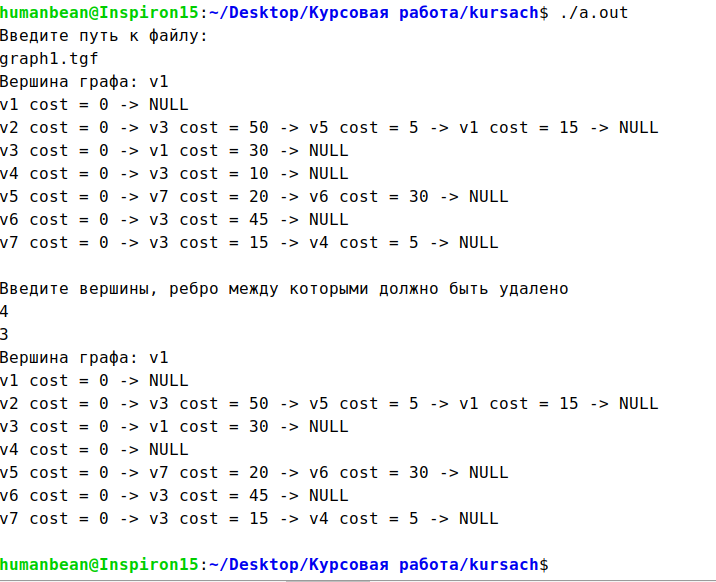 humanbean@Inspiron15:~/Desktop/Курсовая работа/kursach$ ./a.out
Введите путь к файлу:
graph1.tgf
Вершина графа: v1
v1 cost = 0 -> NULL
v2 cost = 0 -> v3 cost = 50 -> v5 cost = 5 -> v1 cost = 15 -> NULL
v3 cost = 0 -> v1 cost = 30 -> NULL
v4 cost = 0 -> v3 cost = 10 -> NULL
v5 cost = 0 -> v7 cost = 20 -> v6 cost = 30 -> NULL
v6 cost = 0 -> v3 cost = 45 -> NULL
v7 cost = 0 -> v3 cost = 15 -> v4 cost = 5 -> NULL
Введите вершины, ребро между которыми должно быть удалено
4
3
Вершина графа: v1
v1 cost = 0 -> NULL
v2 cost = 0 -> v3 cost = 50 -> v5 cost = 5 -> v1 cost = 15 -> NULL
v3 cost = 0 -> v1 cost = 30 -> NULL
v4 cost = 0 -> NULL
v5 cost = 0 -> v7 cost = 20 -> v6 cost = 30 -> NULL
v6 cost = 0 -> v3 cost = 45 -> NULL
v7 cost = 0 -> v3 cost = 15 -> v4 cost = 5 -> NULL
humanbean@Inspiron15:~/Desktop/Курсовая работа/kursach$